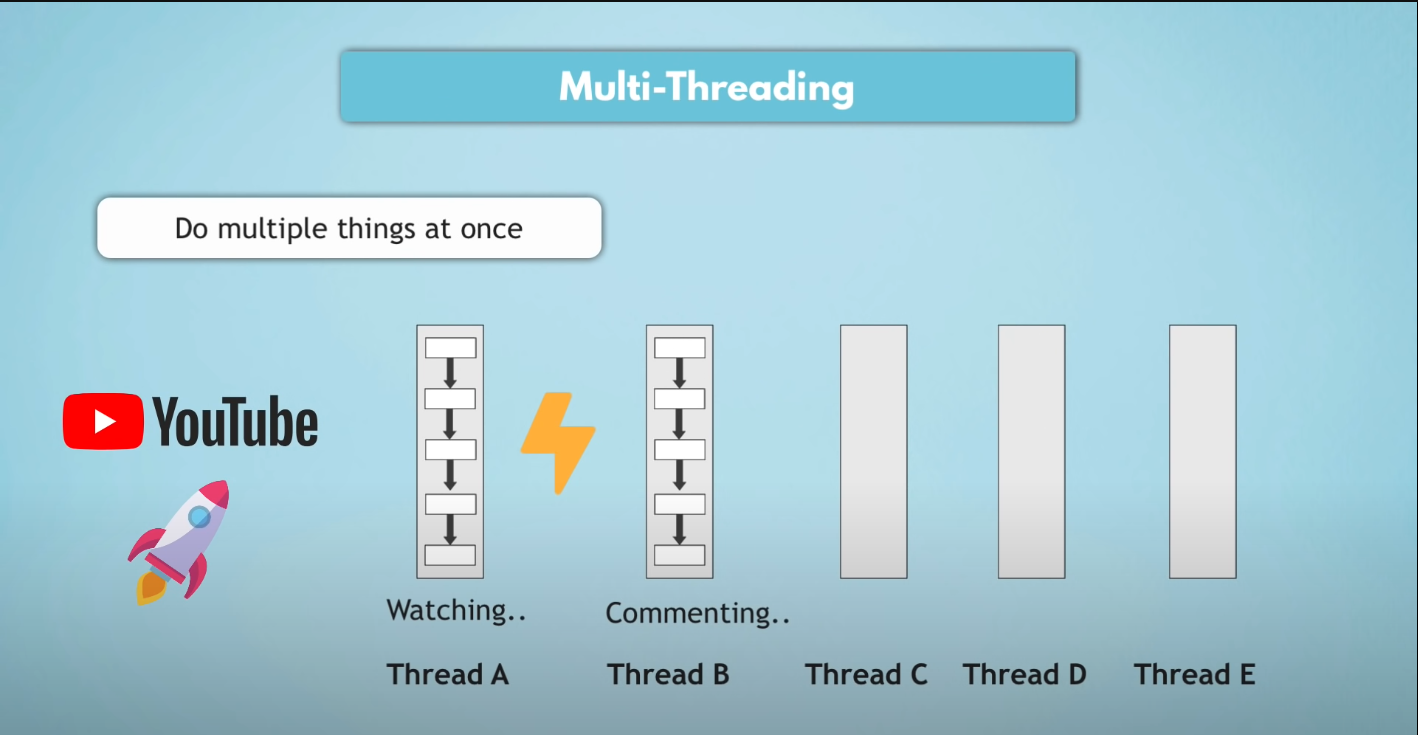 Multi-Threading
Do multiple things at once
YouTube
Watching..
Commenting..
Thread A
Thread B
Thread C
Thread D
Thread E